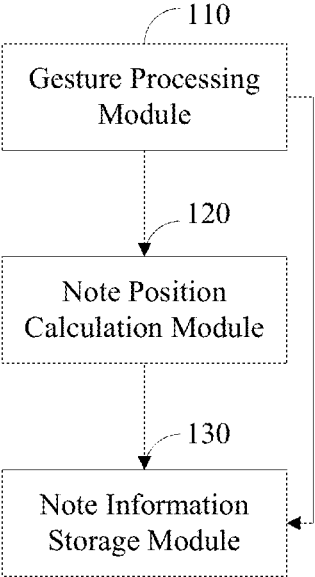 110
Gesture Processing
Module
120
Note Position
Calculation Module
130
Note Information
Storage Module